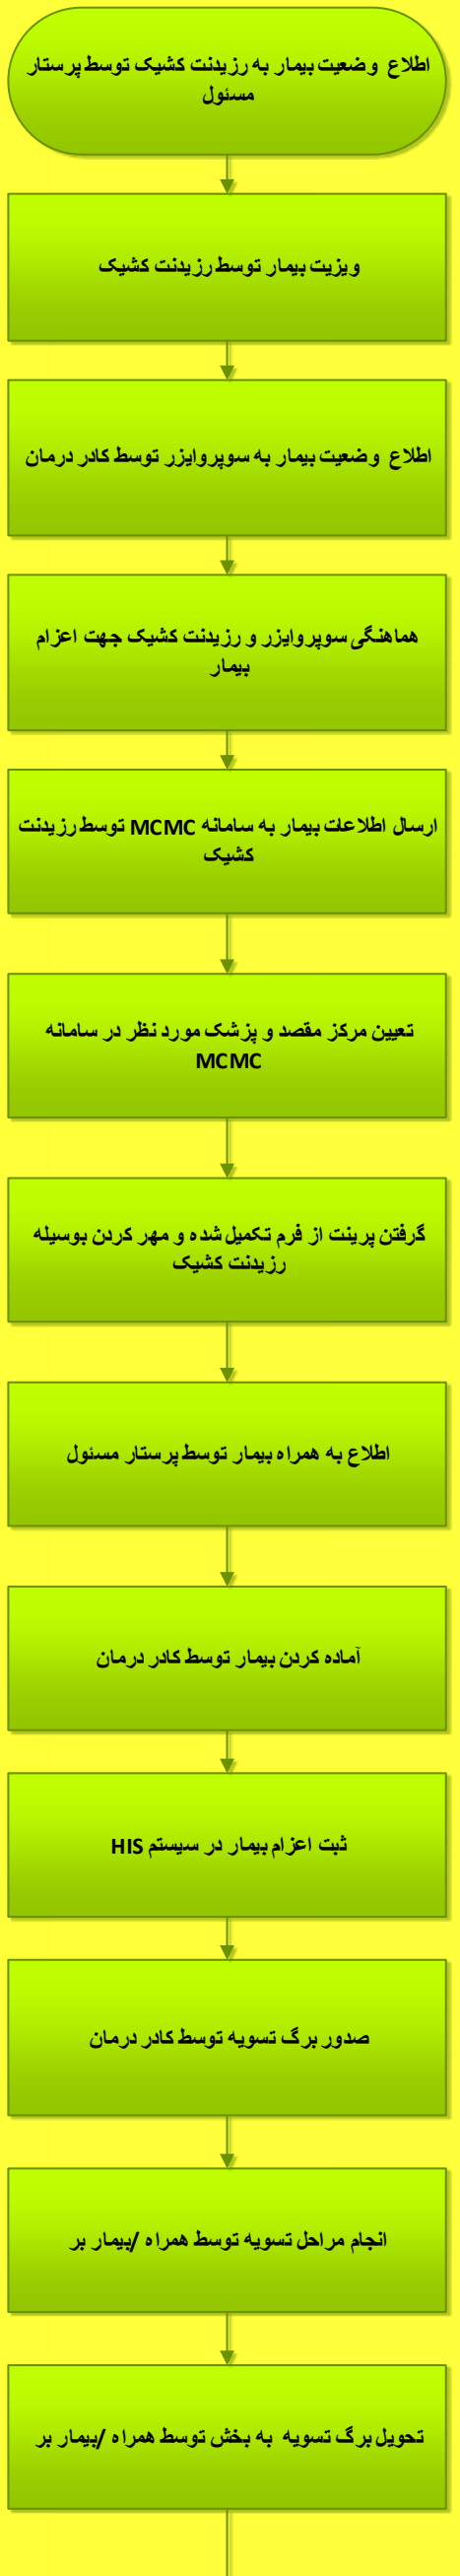 اطلاع وضعیت بیمار به رزیدنت کشیک توسط پرستار
مسئول
ویزیت بیمار توسط رزیدنت کشیک
اطلاع وضعیت بیمار به سوپروایزر توسط کادر درمان
هماهنگی سوپروایزر و رزیدنت کشیک جهت اعزام
بیمار
ارسال اطلاعات بیمار به سامانه MCMC توسط رزیدنت
کشیک
تعیین مرکز مقصد و پزشک مورد نظر در سامانه
MCMC
گرفتن پرینت از فرم تکمیل شده و مهر کردن بوسیله
رزیدنت کشیک
اطلاع به همراه بیمار توسط پرستار مسئول
آماده کردن بیمار توسط کادر درمان
ثبت اعزام بیمار در سیستم HIS
صدور برگ تسویه توسط کادر درمان
انجام مراحل تسویه توسط همراه /بیمار بر
تحویل برگ تسویه به بخش توسط همراه /بیمار بر